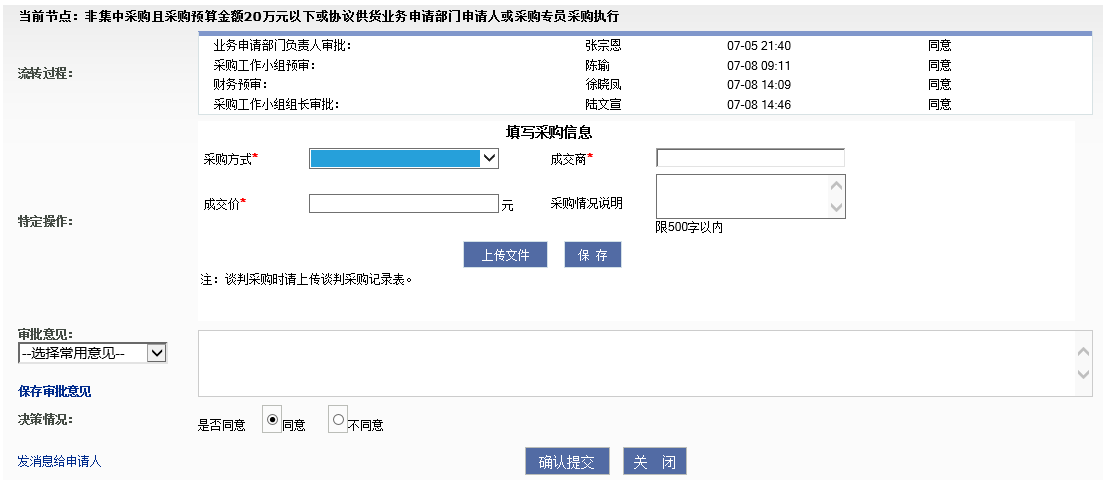 当前节点：非集中采购且采购预算金额20万元以下或协议供货业务申请部门申请人或采购专员采购执行
流转过程：
业务申请部门负责人审批： 张宗恩 07-05 21:40 同意
采购工作小组预审： 陈瑜 07-08 09:11 同意
财务预审： 徐晓凤 07-08 14:09 同意
采购工作小组组长审批： 陆文宣 07-08 14:46 同意
特定操作：
填写采购信息
采购方式* 成交商*
成交价* 元 采购情况说明
限500字以内
上传文件 保 存
注：谈判采购时请上传谈判采购记录表。
审批意见：
--选择常用意见--
保存审批意见
决策情况：
是否同意 同意 不同意
发消息给申请人 确认提交 关 闭